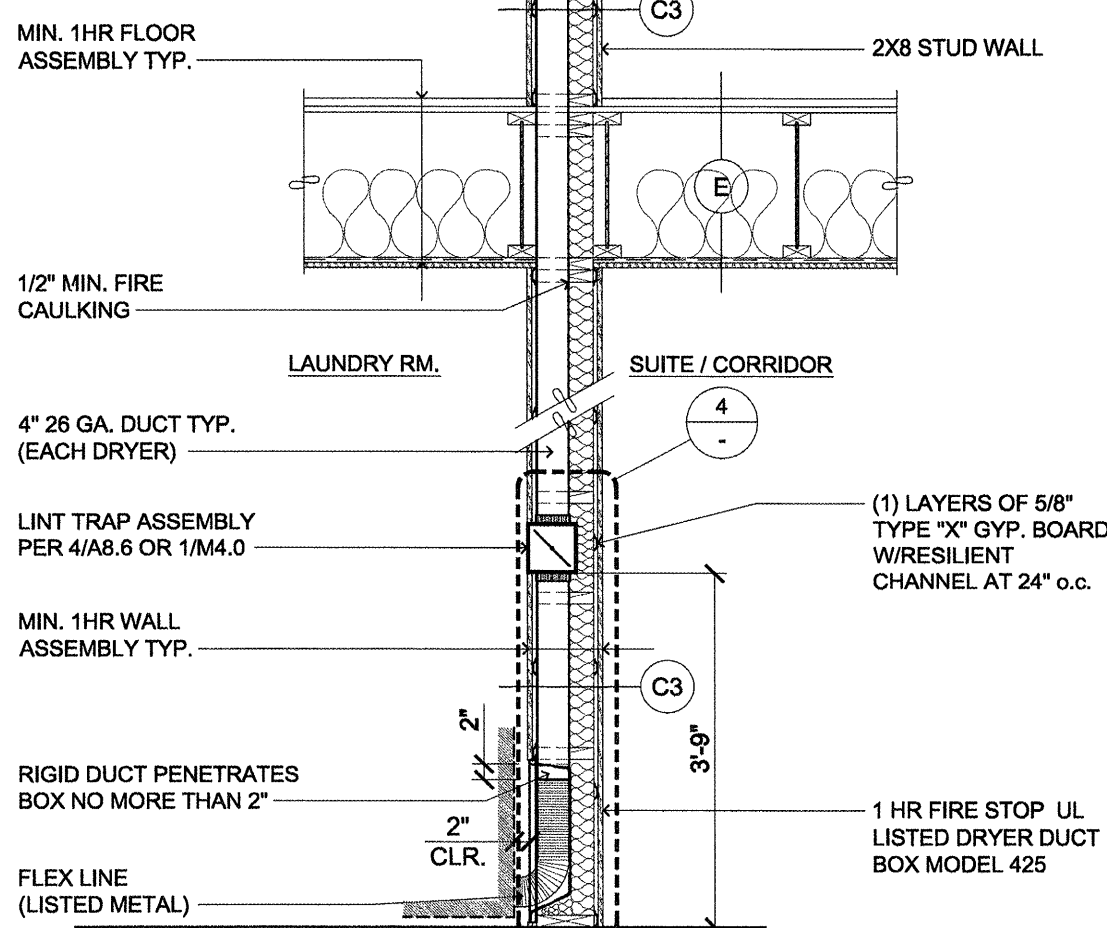 C3
MIN. 1HR FLOOR
ASSEMBLY TYP.
2X8 STUD WALL
E
1/2" MIN. FIRE
CAULKING
LAUNDRY RM.
SUITE / CORRIDOR
4
-
4" 26 GA. DUCT TYP.
(EACH DRYER)
LINT TRAP ASSEMBLY
PER 4/A8.6 OR 1/M4.0
(1) LAYERS OF 5/8"
TYPE "X" GYP. BOARD
W/RESILIENT
CHANNEL AT 24" o.c.
MIN. 1HR WALL
ASSEMBLY TYP.
C3
2"
3'-9"
RIGID DUCT PENETRATES
BOX NO MORE THAN 2"
2"
CLR.
1 HR FIRE STOP UL
LISTED DRYER DUCT
BOX MODEL 425
FLEX LINE
(LISTED METAL)